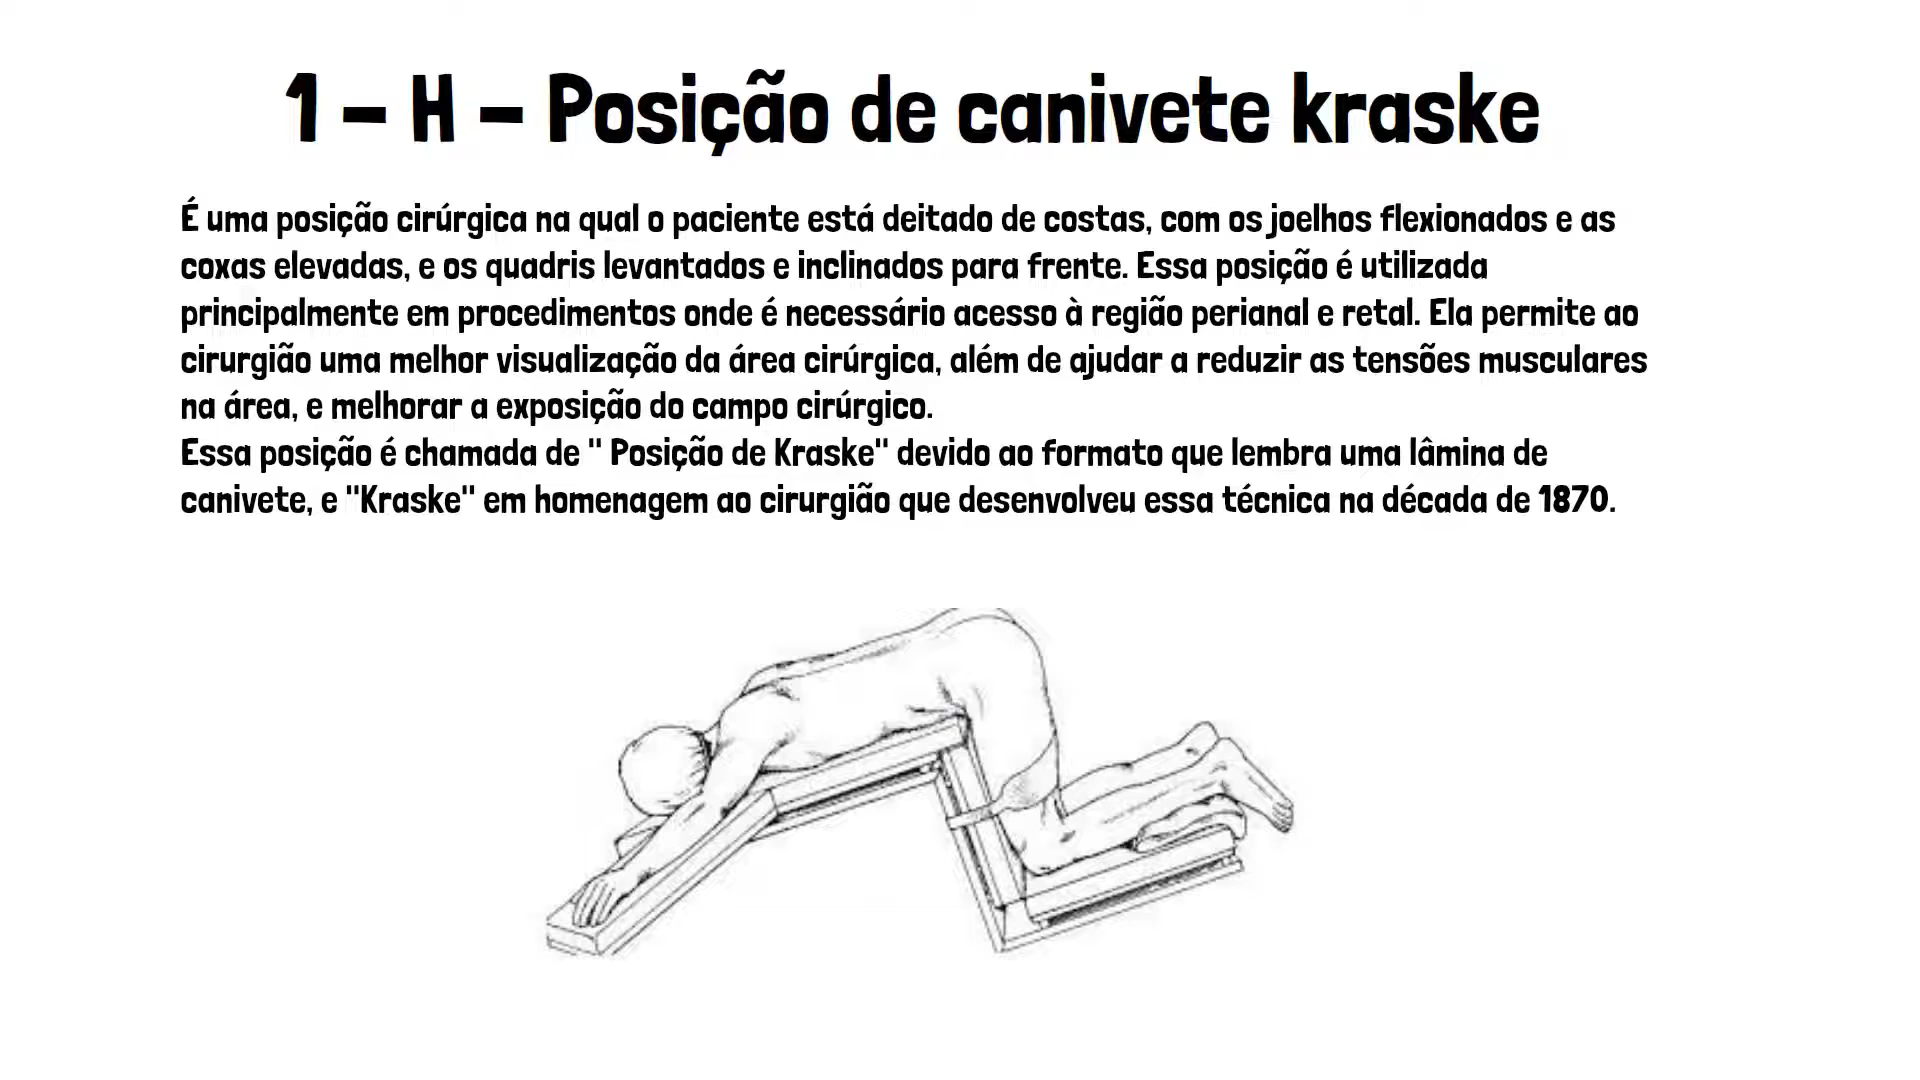 1 – H – Posição de canivete kraske
É uma posição cirúrgica na qual o paciente está deitado de costas, com os joelhos flexionados e as
coxas elevadas, e os quadris levantados e inclinados para frente. Essa posição é utilizada
principalmente em procedimentos onde é necessário acesso à região perianal e retal. Ela permite ao
cirurgião uma melhor visualização da área cirúrgica, além de ajudar a reduzir as tensões musculares
na área, e melhorar a exposição do campo cirúrgico.
Essa posição é chamada de " Posição de Kraske" devido ao formato que lembra uma lâmina de
canivete, e "Kraske" em homenagem ao cirurgião que desenvolveu essa técnica na década de 1870.